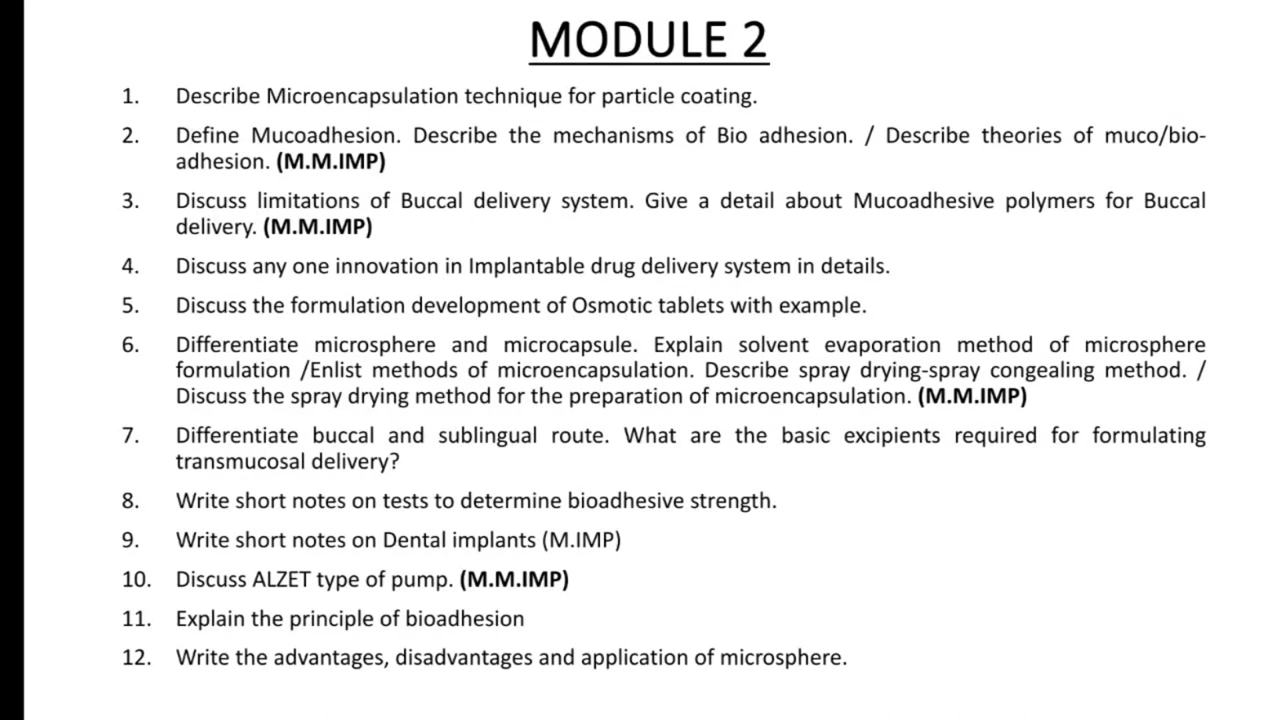 MODULE 2
1. Describe Microencapsulation technique for particle coating.
2. Define Mucoadhesion. Describe the mechanisms of Bio adhesion. / Describe theories of muco/bio-
adhesion. (M.M.IMP)
3. Discuss limitations of Buccal delivery system. Give a detail about Mucoadhesive polymers for Buccal
delivery. (M.M.IMP)
4. Discuss any one innovation in Implantable drug delivery system in details.
5. Discuss the formulation development of Osmotic tablets with example.
6. Differentiate microsphere and microcapsule. Explain solvent evaporation method of microsphere
formulation /Enlist methods of microencapsulation. Describe spray drying-spray congealing method. /
Discuss the spray drying method for the preparation of microencapsulation. (M.M.IMP)
7. Differentiate buccal and sublingual route. What are the basic excipients required for formulating
transmucosal delivery?
8. Write short notes on tests to determine bioadhesive strength.
9. Write short notes on Dental implants (M.IMP)
10. Discuss ALZET type of pump. (M.M.IMP)
11. Explain the principle of bioadhesion
12. Write the advantages, disadvantages and application of microsphere.